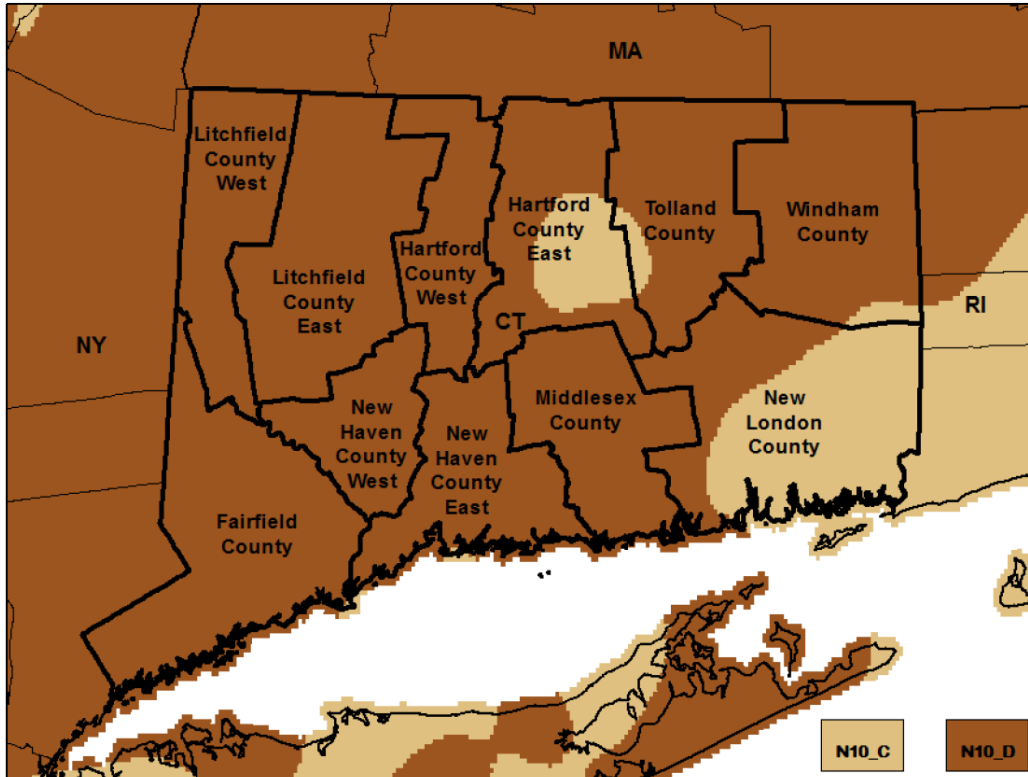 MA
Litchfield
County
West
Hartford
County
East
Tolland
County
Windham
County
Hartford
County
West
Litchfield
County
East
RI
CT
NY
New
Haven
County
West
New
Haven
County
East
Middlesex
County
New
London
County
Fairfield
County
N10_C
N10_D